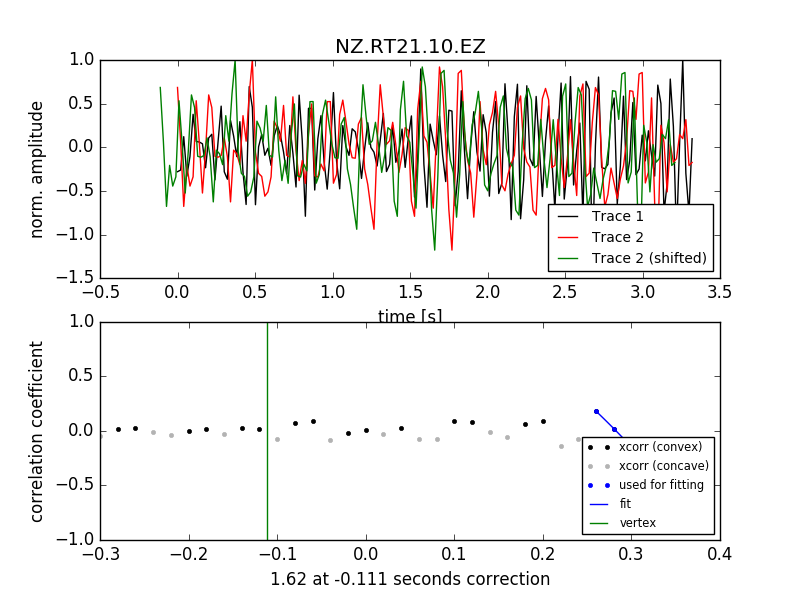 NZ.RT21.10.EZ
norm. amplitude
1.0
0.5
0.0
−0.5
−1.0
−1.5
Trace 1
Trace 2
Trace 2 (shifted)
−0.5 0.0 0.5 1.0 1.5 2.0 2.5 3.0 3.5
time [s]
correlation coefficient
1.0
0.5
0.0
−0.5
−1.0
xcorr (convex)
xcorr (concave)
used for fitting
fit
vertex
−0.3 −0.2 −0.1 0.0 0.1 0.2 0.3 0.4
1.62 at -0.111 seconds correction